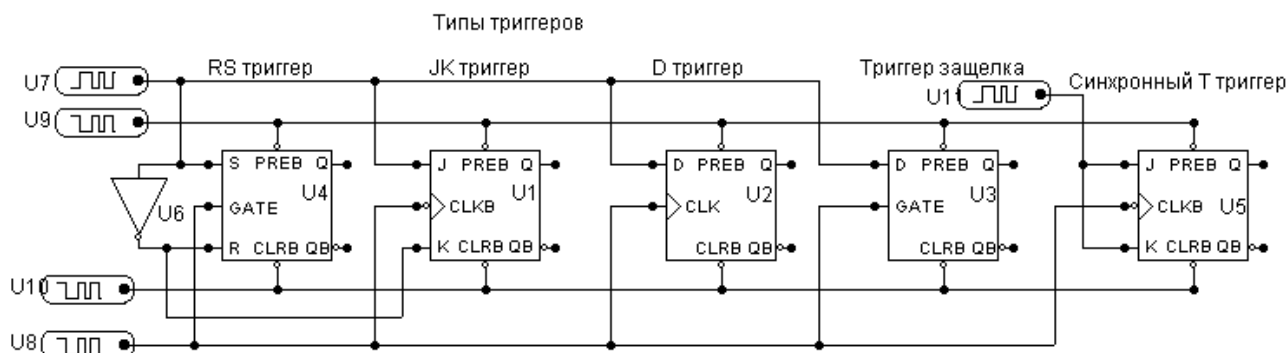 Типы триггеров
RS триггер JK триггер D триггер Триггер защелка Синхронный Т триггер
U7
U11
U9
S PREB Q J PREB Q D PREB Q D PREB Q J PREB Q
U4 U1 U2 U3
U6 GATE CLKB CLK GATE CLKB U5
R CLRB QB K CLRB QB CLRB QB CLRB QB K CLRB QB
U10
U8